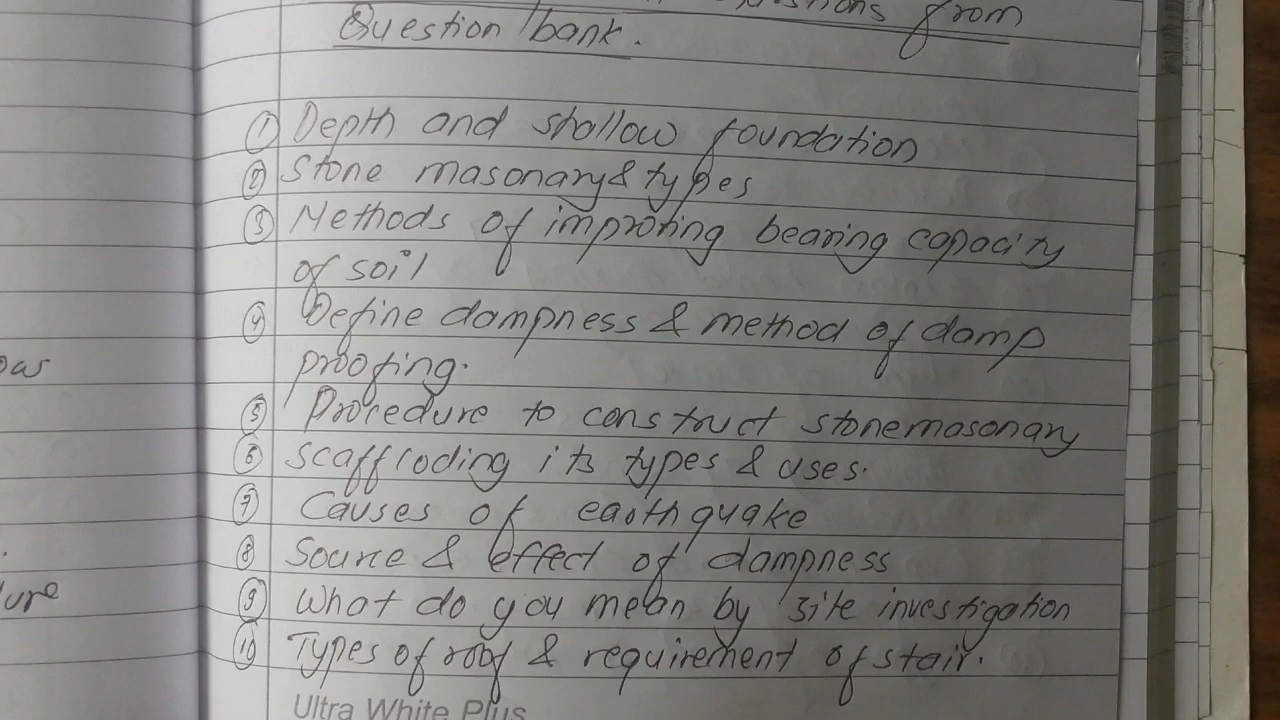 from
Question bank.
① Depth and shallow foundation
② Stone masonary & types
③ Methods of improving bearing capacity
of soil
④ Define dampness & method of damp
proofing.
⑤ Procedure to construct stonemasonary
⑥ scaffroding its types & uses.
⑦ Causes of earthquake
⑧ Source & effect of dampness
⑨ What do you mean by site investigation
⑩ Types of roof & requirement of stair.
Ultra White Plus